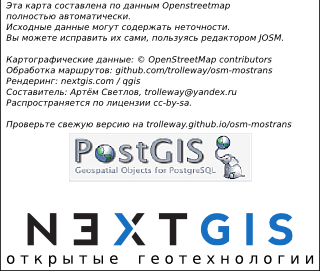 Эта карта составлена по данным Openstreetmap
полностью автоматически.
Исходные данные могут содержать неточности.
Вы можете исправить их сами, пользуясь редактором JOSM.
Картографические данные: © OpenStreetMap contributors
Обработка маршрутов: github.com/trolleway/osm-mostrans
Рендеринг: nextgis.com / qgis
Составитель: Артём Светлов, trolleway@yandex.ru
Распространяется по лицензии cc-by-sa.
Проверьте свежую версию на trolleway.github.io/osm-mostrans
PostGIS
Geospatial Objects for PostgreSQL
NEXTGIS
открытые геотехнологии